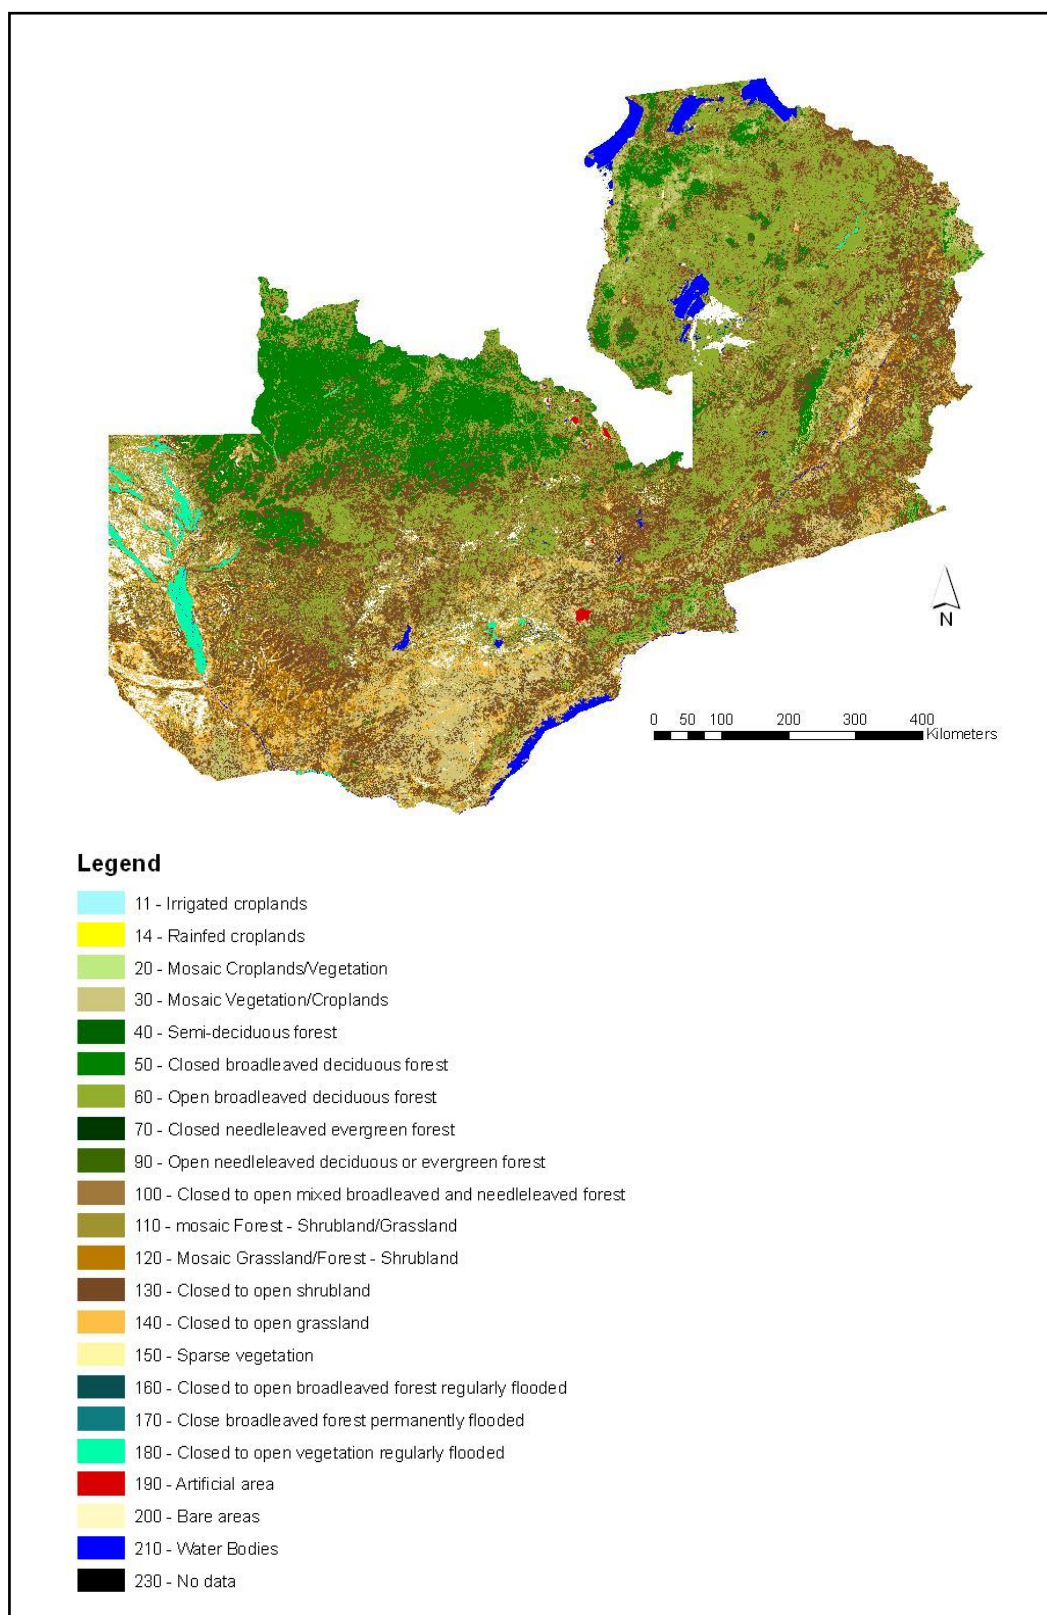 N
0 50 100 200 300 400
Kilometers
Legend
11 - Irrigated croplands
14 - Rainfed croplands
20 - Mosaic Croplands/Vegetation
30 - Mosaic Vegetation/Croplands
40 - Semi-deciduous forest
50 - Closed broadleaved deciduous forest
60 - Open broadleaved deciduous forest
70 - Closed needleleaved evergreen forest
90 - Open needleleaved deciduous or evergreen forest
100 - Closed to open mixed broadleaved and needleleaved forest
110 - mosaic Forest - Shrubland/Grassland
120 - Mosaic Grassland/Forest - Shrubland
130 - Closed to open shrubland
140 - Closed to open grassland
150 - Sparse vegetation
160 - Closed to open broadleaved forest regularly flooded
170 - Close broadleaved forest permanently flooded
180 - Closed to open vegetation regularly flooded
190 - Artificial area
200 - Bare areas
210 - Water Bodies
230 - No data